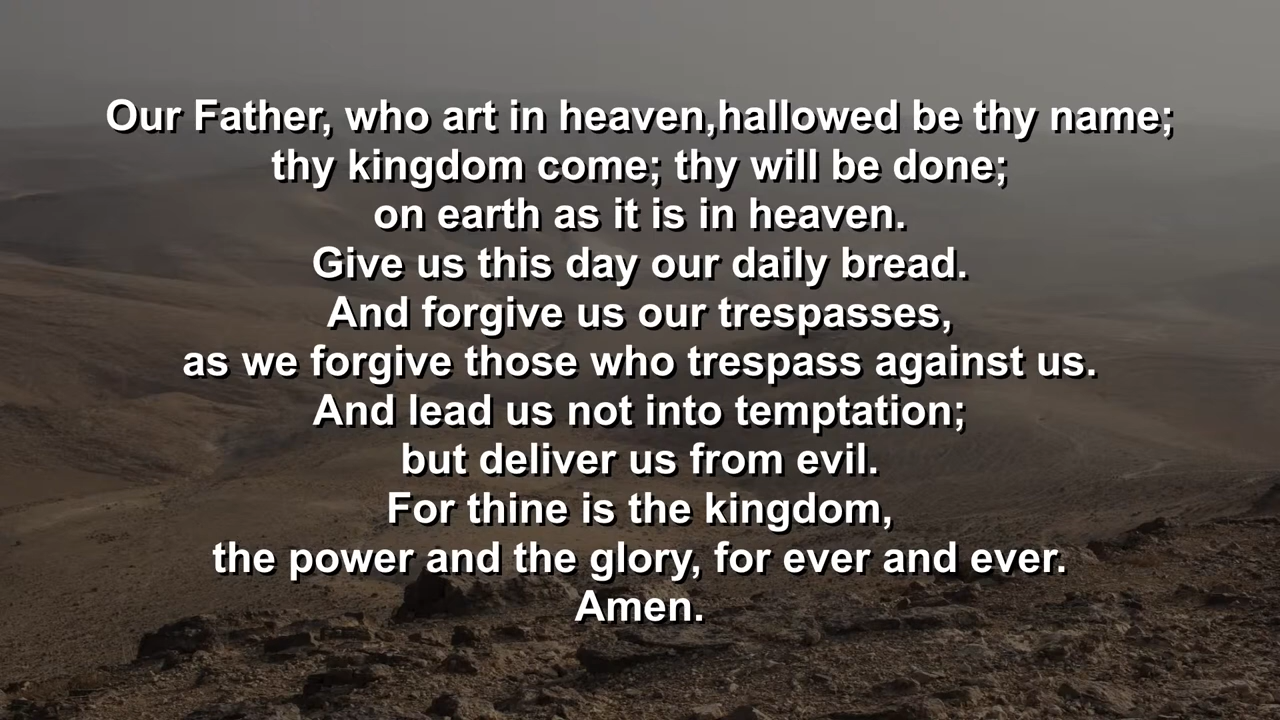 Our Father, who art in heaven,hallowed be thy name;
thy kingdom come; thy will be done;
on earth as it is in heaven.
Give us this day our daily bread.
And forgive us our trespasses,
as we forgive those who trespass against us.
And lead us not into temptation;
but deliver us from evil.
For thine is the kingdom,
the power and the glory, for ever and ever.
Amen.